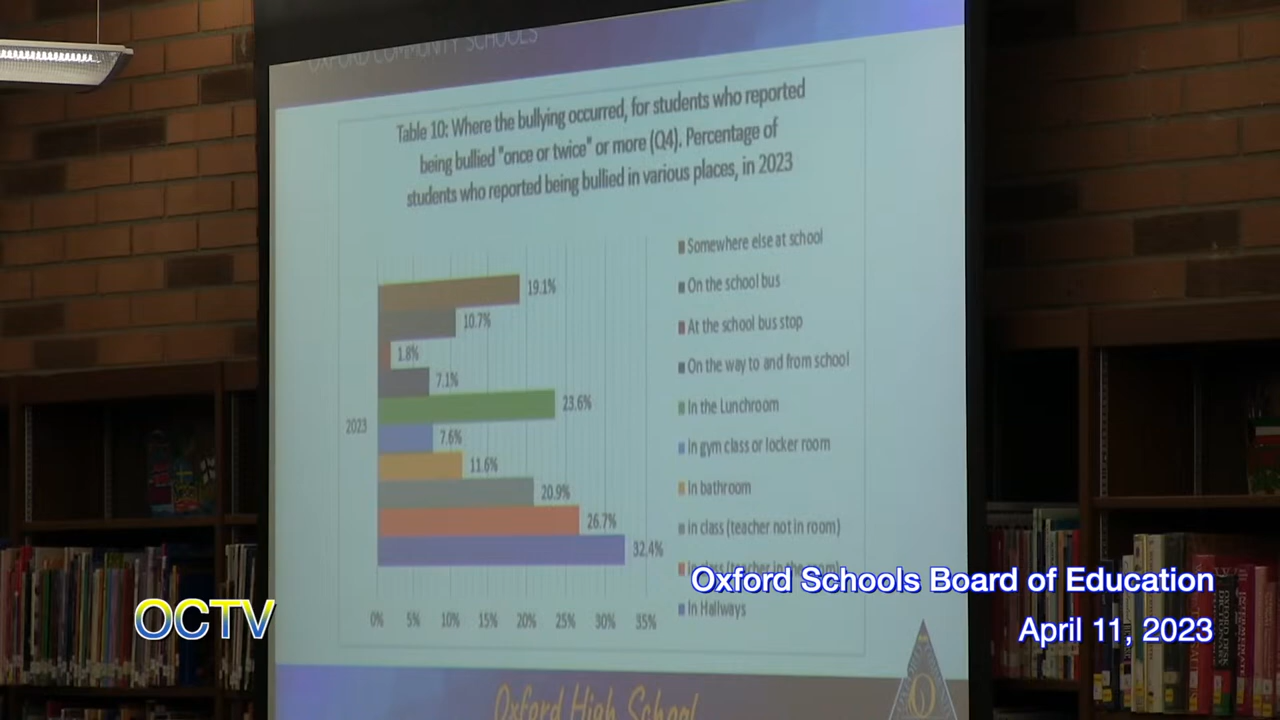 OXFORD COMMUNITY SCHOOLS
Table 10: Where the bullying occurred, for students who reported
being bullied "once or twice" or more (Q4). Percentage of
students who reported being bullied in various places, in 2023
19.1%
10.7%
1.8%
7.1%
23.6%
7.6%
11.6%
20.9%
26.7%
32.4%
2023
0% 5% 10% 15% 20% 25% 30% 35%
Somewhere else at school
On the school bus
At the school bus stop
On the way to and from school
In the Lunchroom
In gym class or locker room
In bathroom
in class (teacher not in room)
In Hallways
Oxford High School
O
OCTV
Oxford Schools Board of Education
April 11, 2023